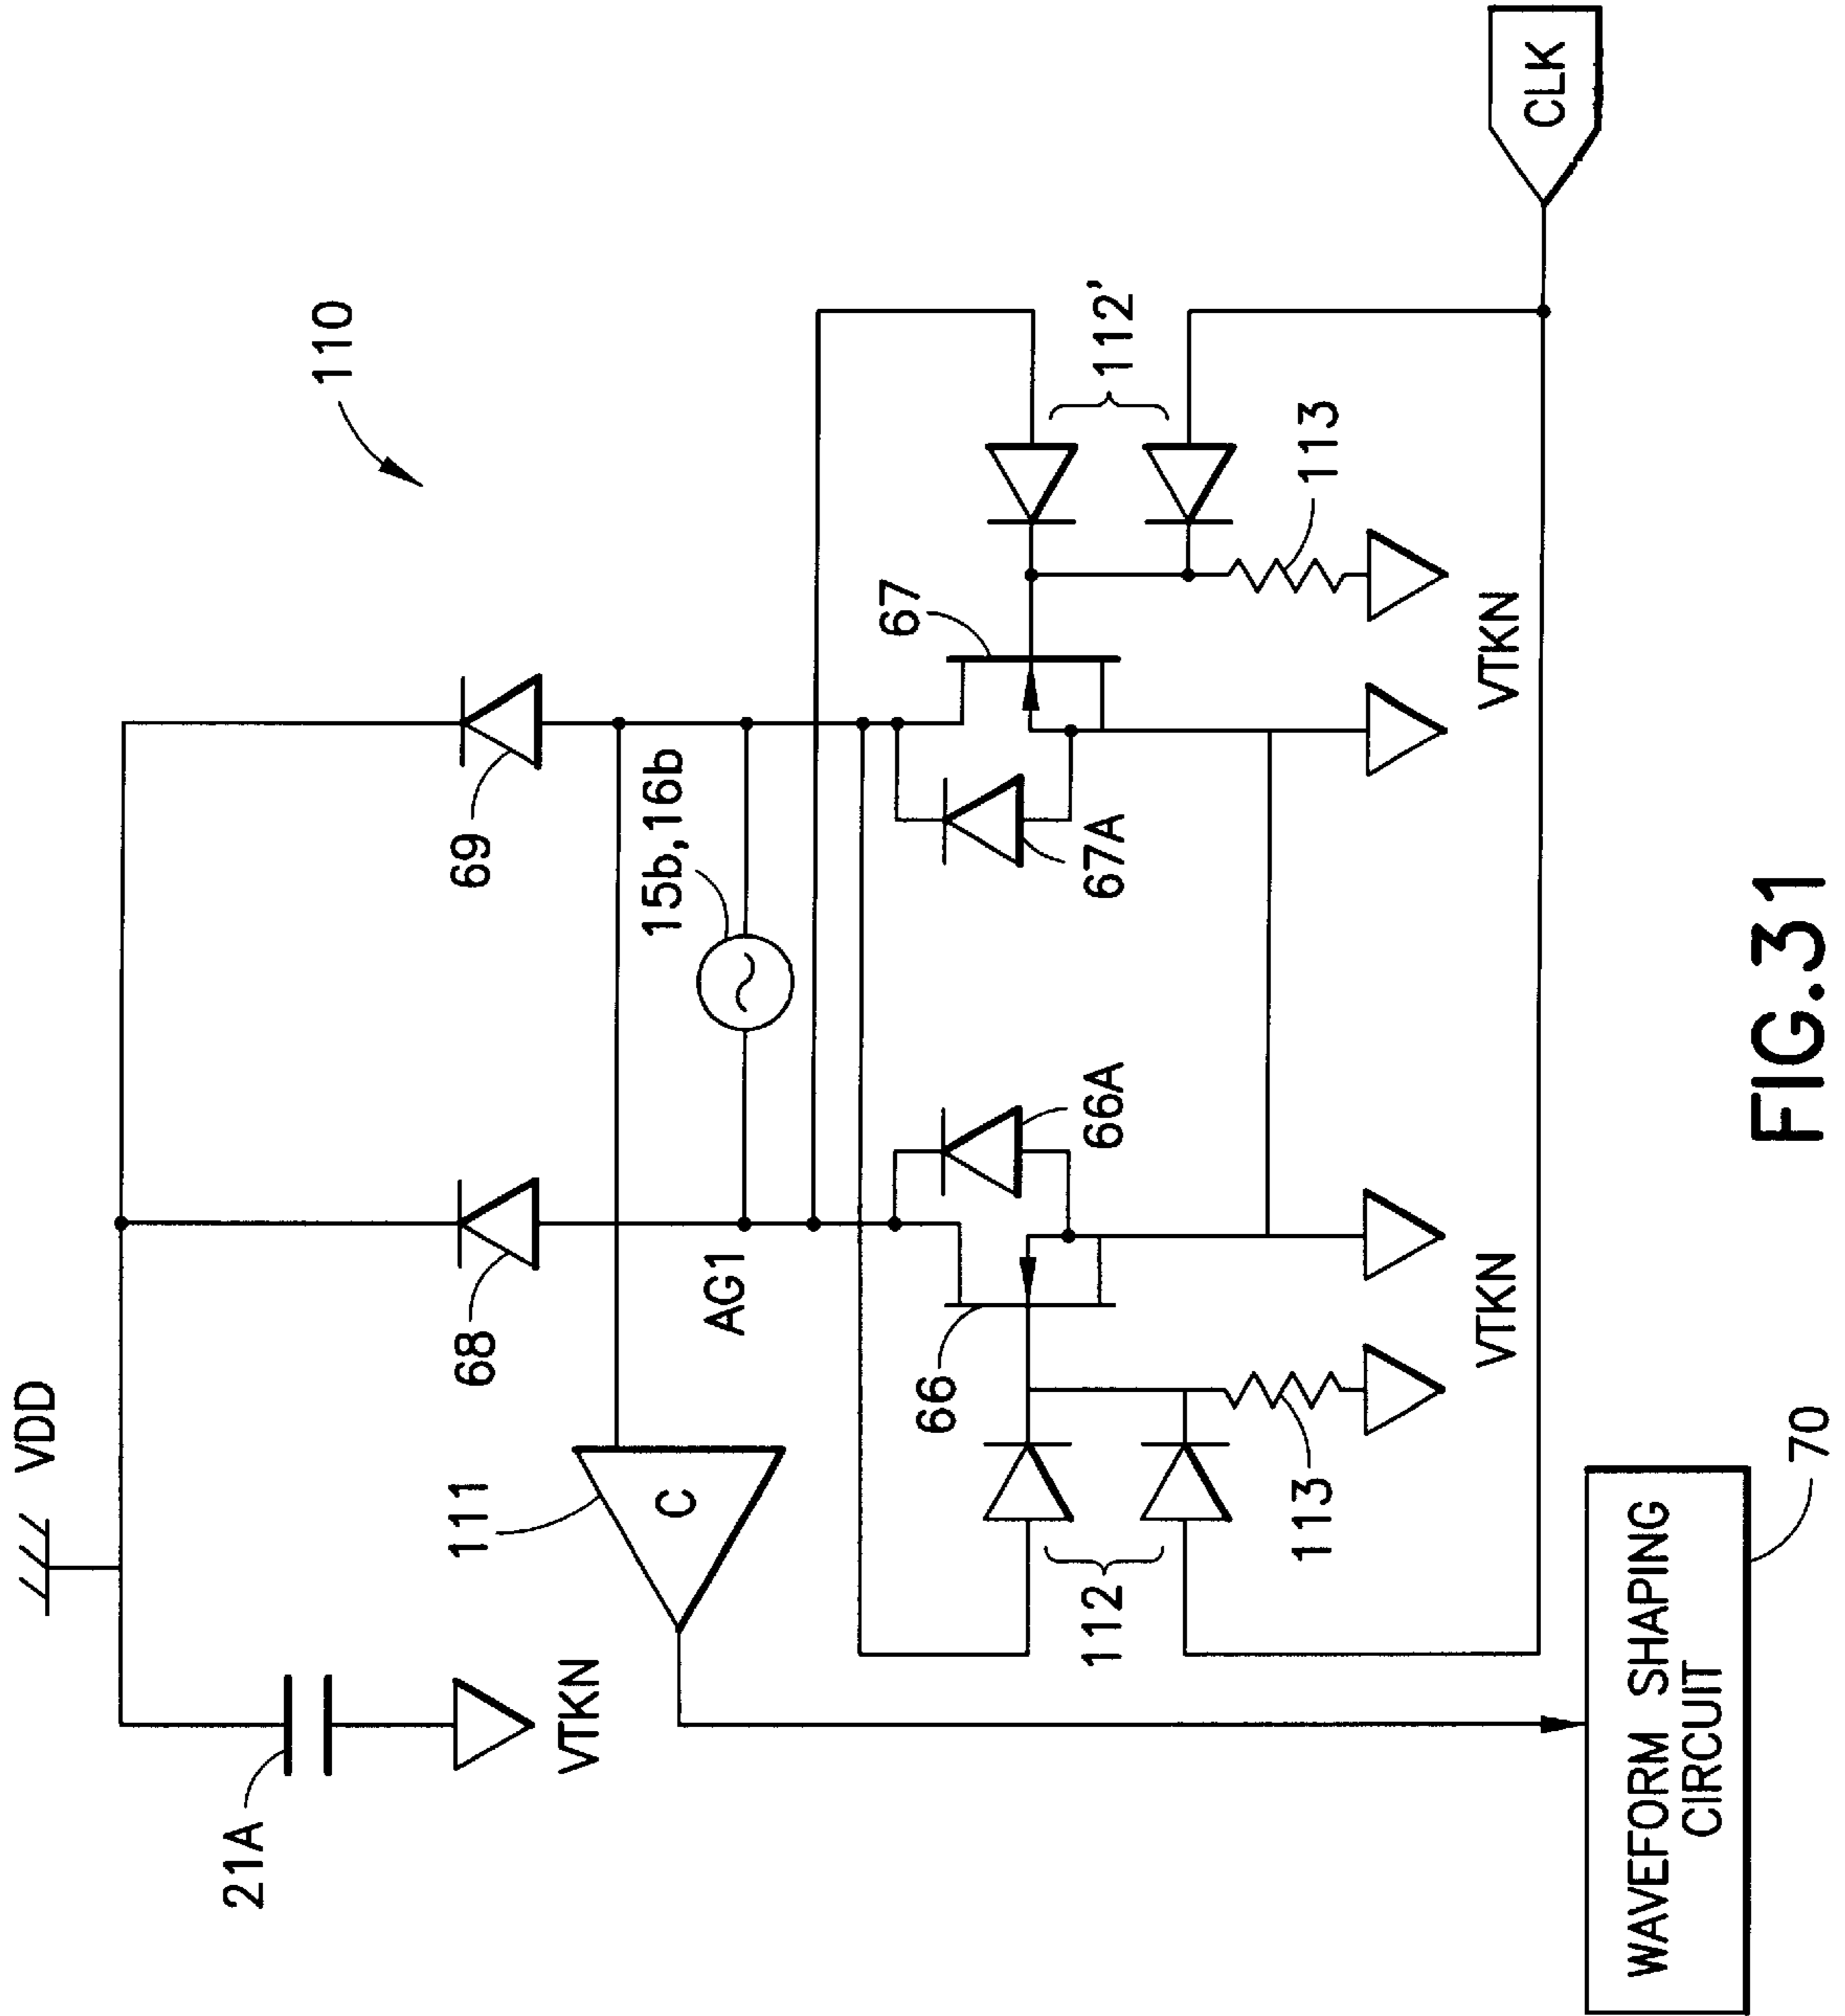 110
VDD
21A
VTKN
68
69
111
C
AG1
15b,16b
66
66A
67
67A
112
112'
113
113
VTKN
VTKN
CLK
WAVEFORM SHAPING
CIRCUIT
70
FIG.31